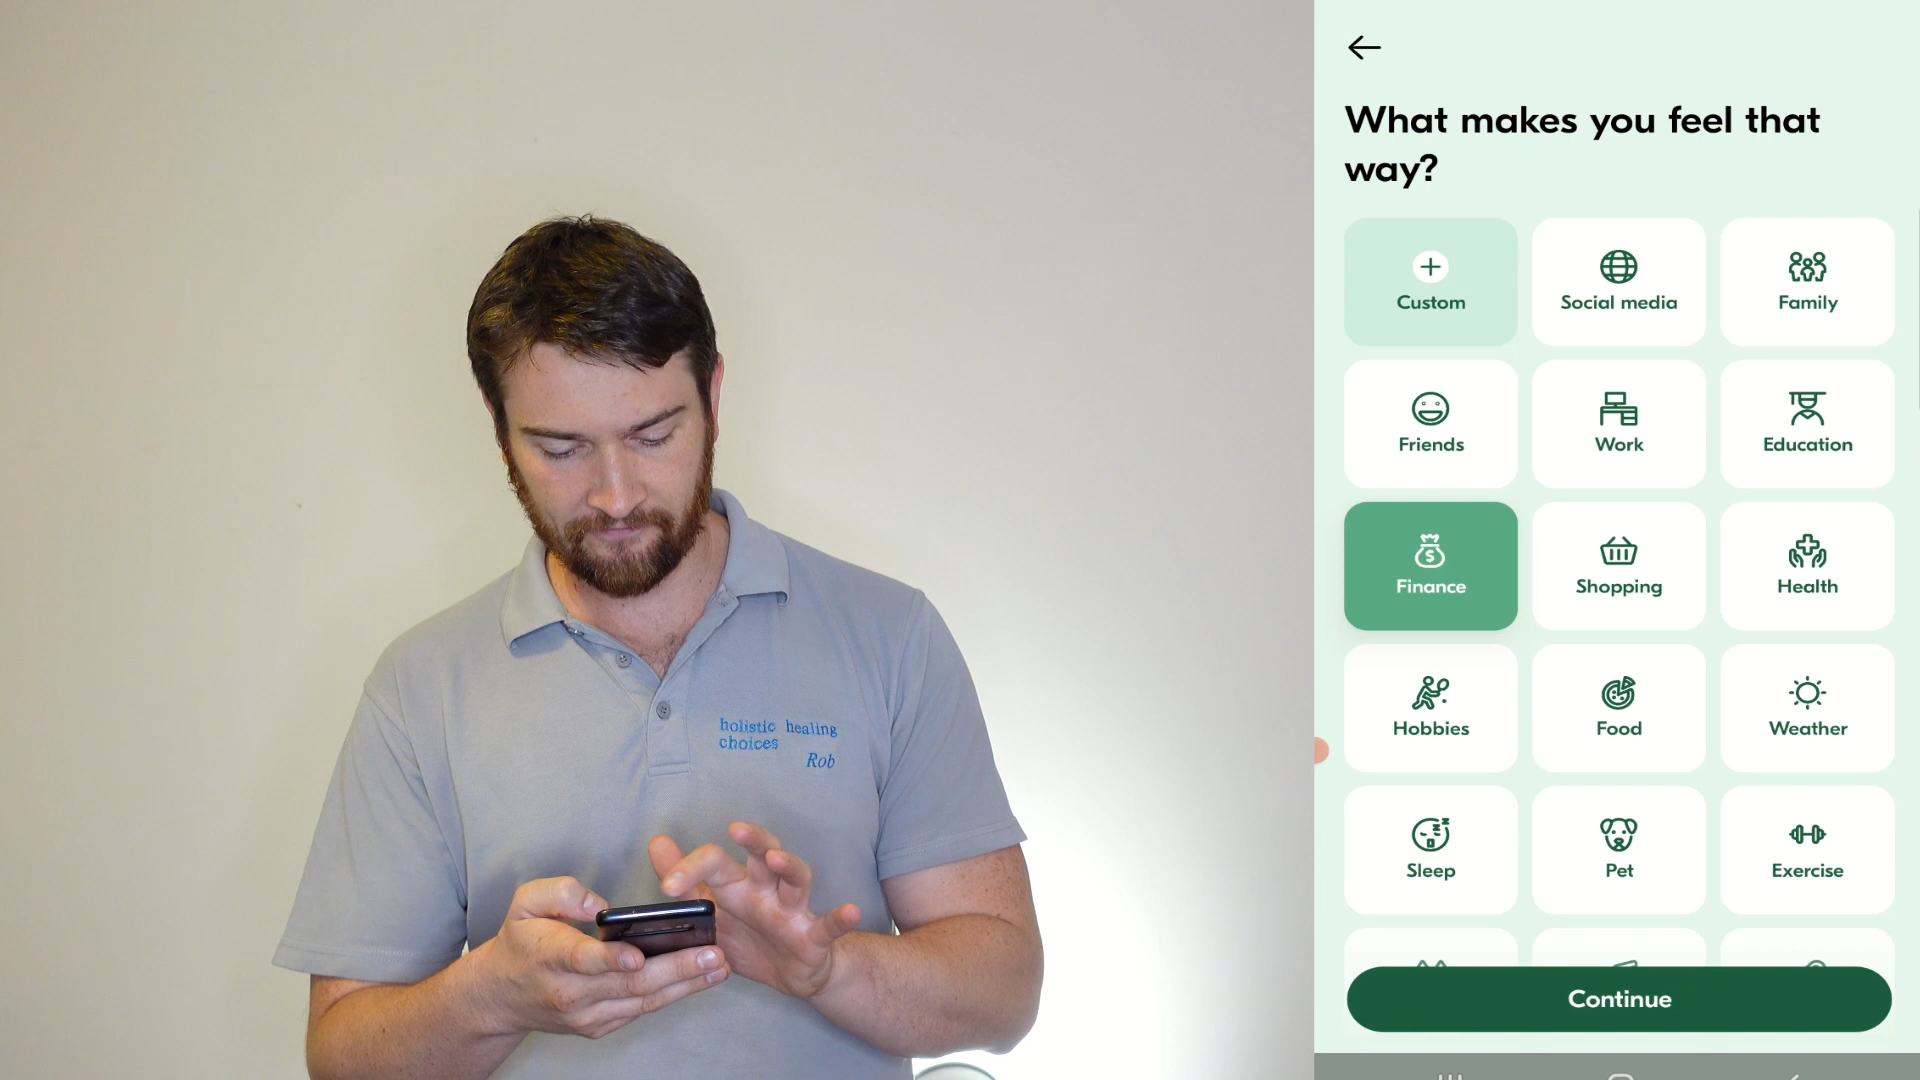 holistic healing
choices
Rob
What makes you feel that
way?
Custom
Social media
Family
Friends
Work
Education
$
Finance
Shopping
Health
Hobbies
Food
Weather
Sleep
Pet
Exercise
Continue